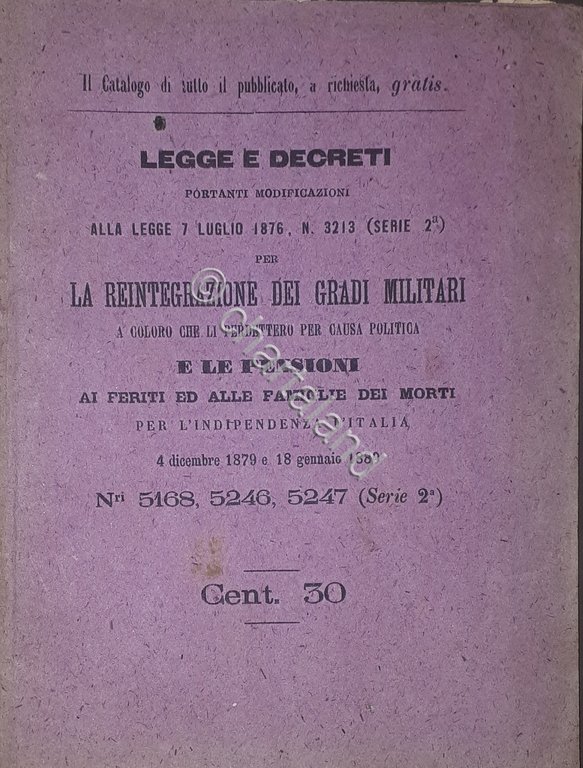 Il Catalogo di tutto il pubblicato, a richiesta, gratis.
LEGGE E DECRETI
PORTANTI MODIFICAZIONI
ALLA LEGGE 7 LUGLIO 1876, N. 3213 (SERIE 2ª)
PER
LA REINTEGRAZIONE DEI GRADI MILITARI
A COLORO CHE LI PERDETTERO PER CAUSA POLITICA
E LE PENSIONI
AI FERITI ED ALLE FAMIGLIE DEI MORTI
PER L'INDIPENDENZA D'ITALIA
4 dicembre 1879 e 18 gennaio 1880
Nri 5168, 5246, 5247 (Serie 2ª)
Cent. 30
© chartaland